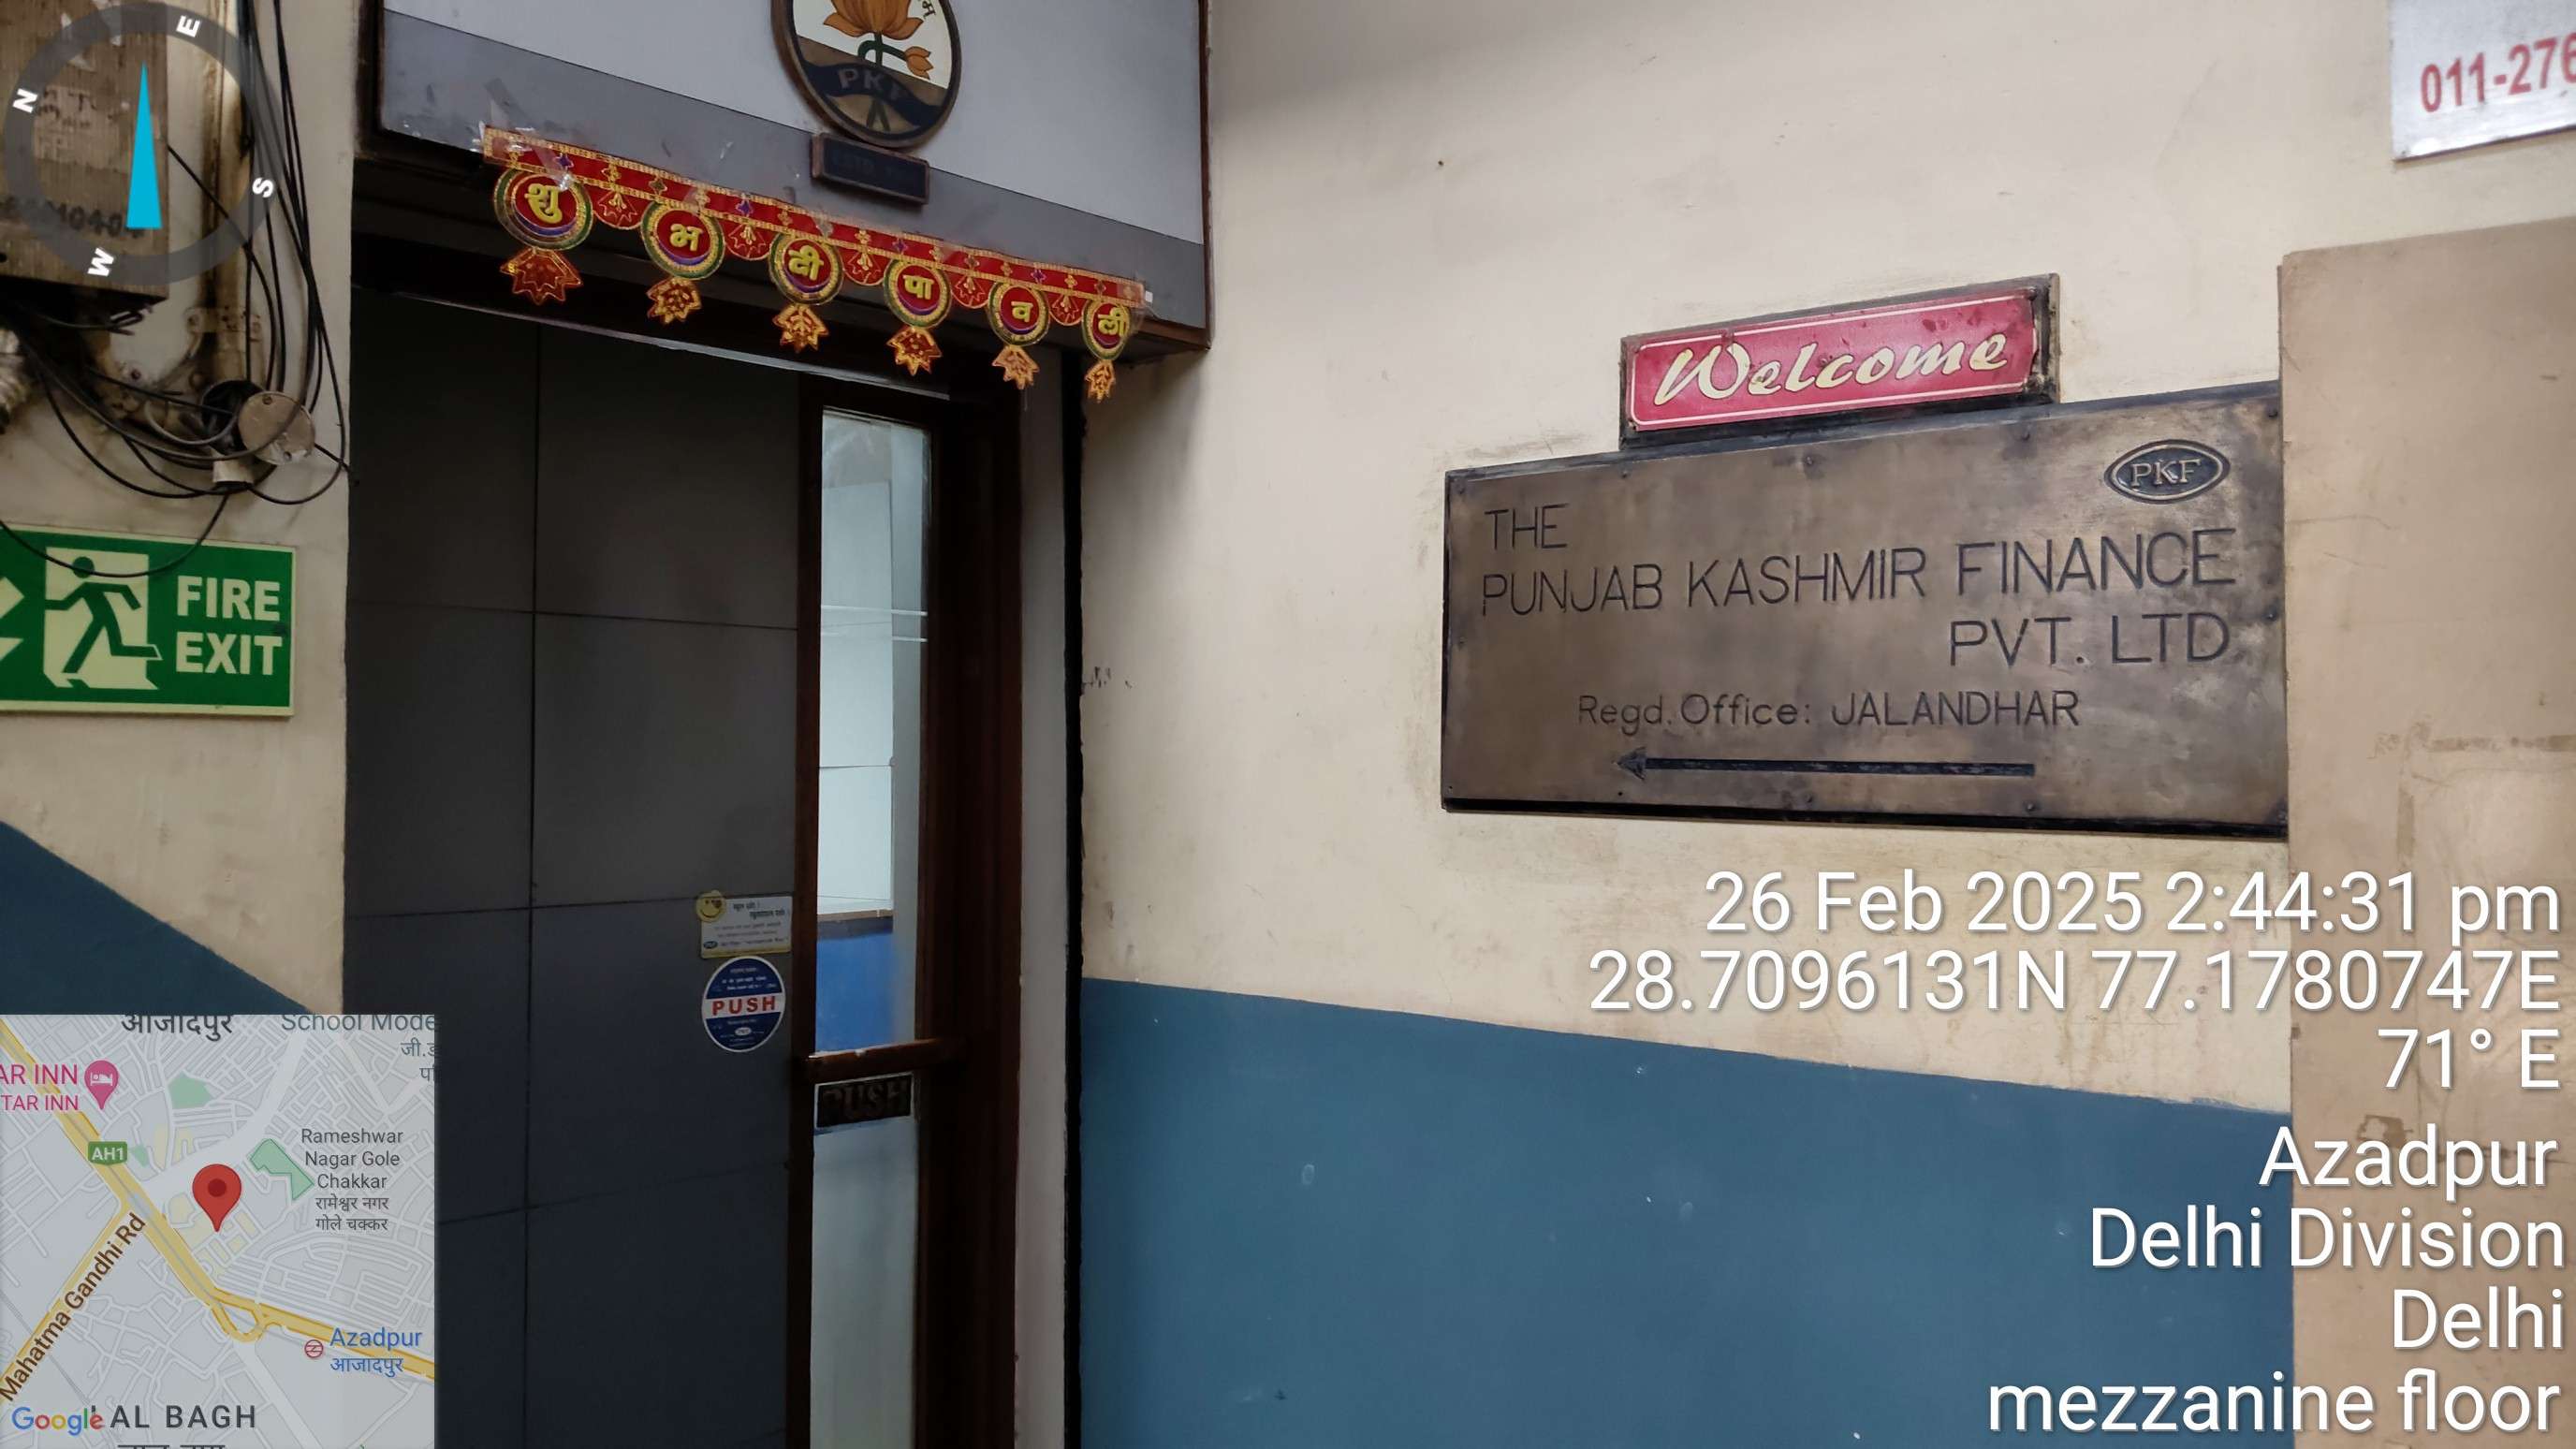 PKF
शु
भ
दी
पा
व
ली
011-276
Welcome
PKF
THE
PUNJAB KASHMIR FINANCE
PVT. LTD
Regd. Office: JALANDHAR
FIRE
EXIT
PUSH
PUSH
N
E
S
W
26 Feb 2025 2:44:31 pm
28.7096131N 77.1780747E
71° E
Azadpur
Delhi Division
Delhi
mezzanine floor
आजादपुर
School Mode
AR INN
TAR INN
AH1
Rameshwar
Nagar Gole
Chakkar
रामेश्वर नगर
गोले चक्कर
Mahatma Gandhi Rd
Azadpur
आजादपुर
Google
AL BAGH